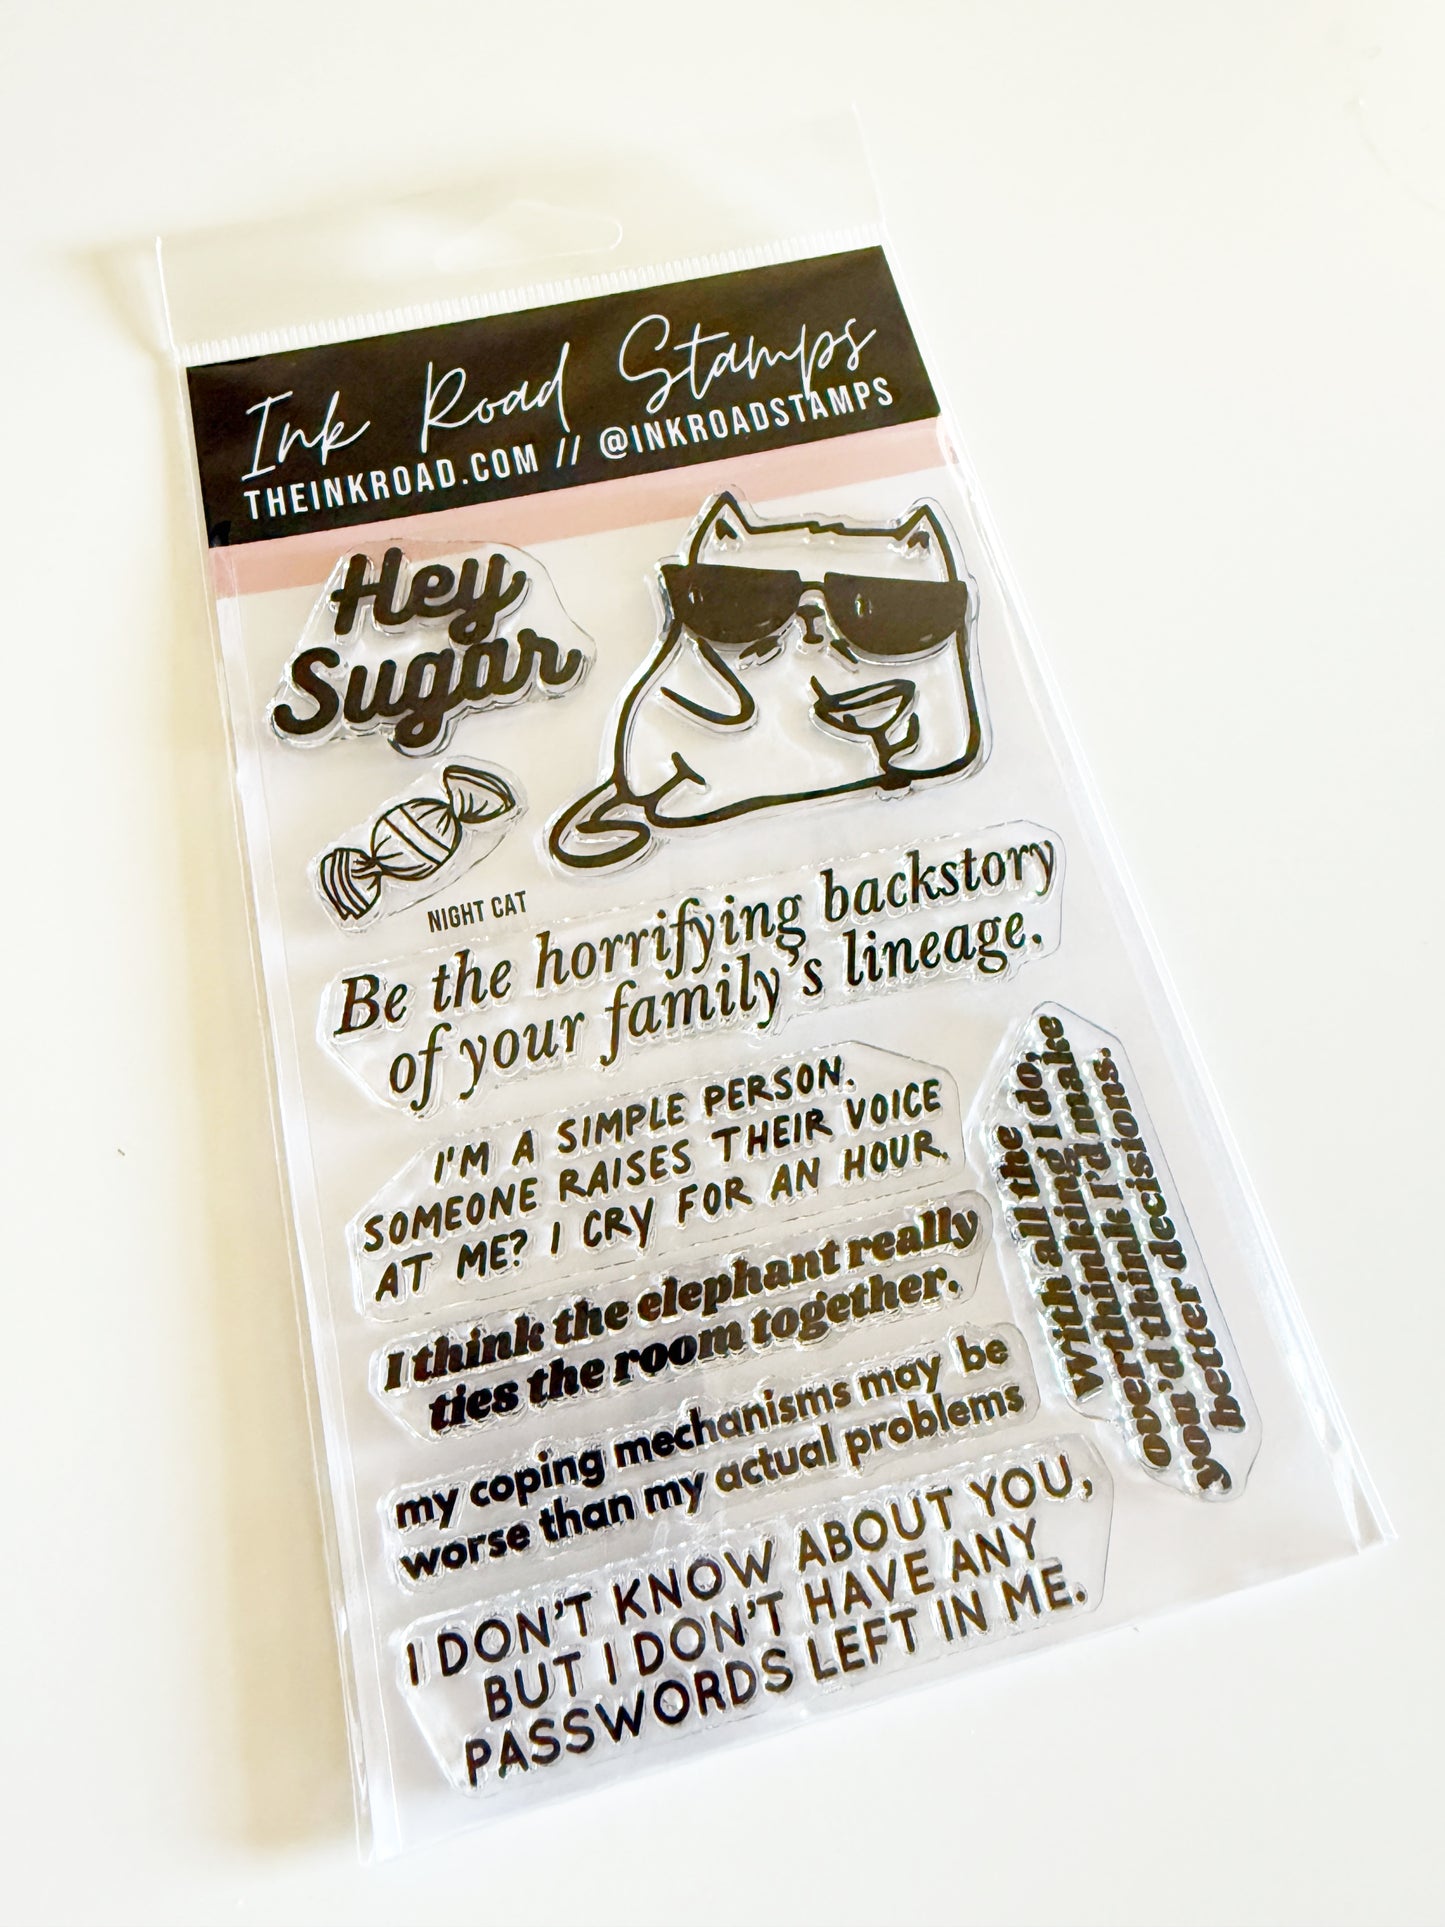 Ink Road Stamps
THEINKROAD.COM // @INKROADSTAMPS
Hey
Sugar
NIGHT CAT
Be the horrifying backstory
of your family's lineage.
I'M A SIMPLE PERSON.
SOMEONE RAISES THEIR VOICE
AT ME? I CRY FOR AN HOUR.
I think the elephant really
ties the room together.
my coping mechanisms may be
worse than my actual problems
I DON'T KNOW ABOUT YOU,
BUT I DON'T HAVE ANY
PASSWORDS LEFT IN ME.
With all the
overthinking I do,
you'd think I'd make
better decisions.